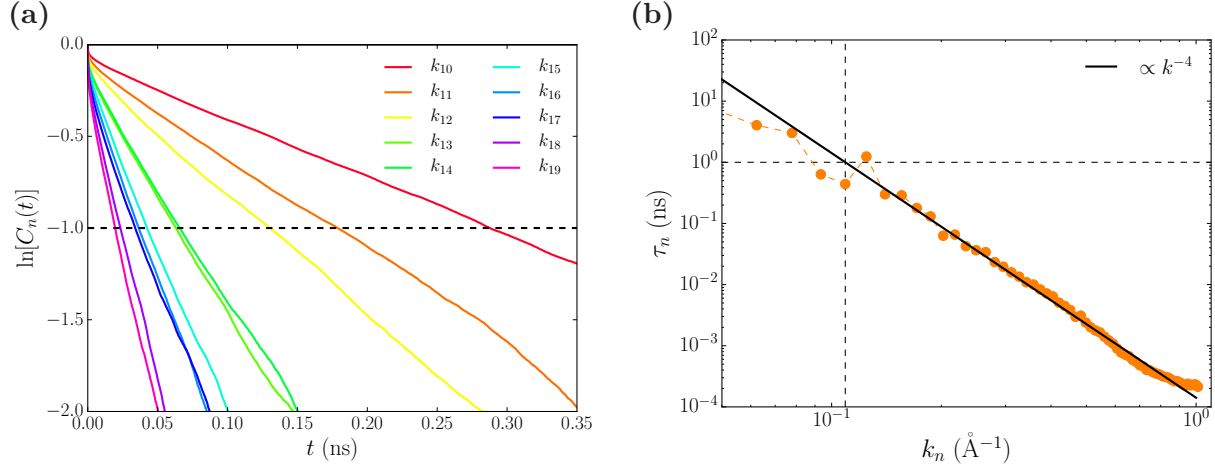 (a)
0.0
−0.5
−1.0
−1.5
−2.0
ln[C_n(t)]
k_10 k_15
k_11 k_16
k_12 k_17
k_13 k_18
k_14 k_19
0.00 0.05 0.10 0.15 0.20 0.25 0.30 0.35
t (ns)
(b)
10^2
10^1
10^0
10^−1
10^−2
10^−3
10^−4
τ_n (ns)
∝ k^−4
10^−1 10^0
k_n (Å^−1)